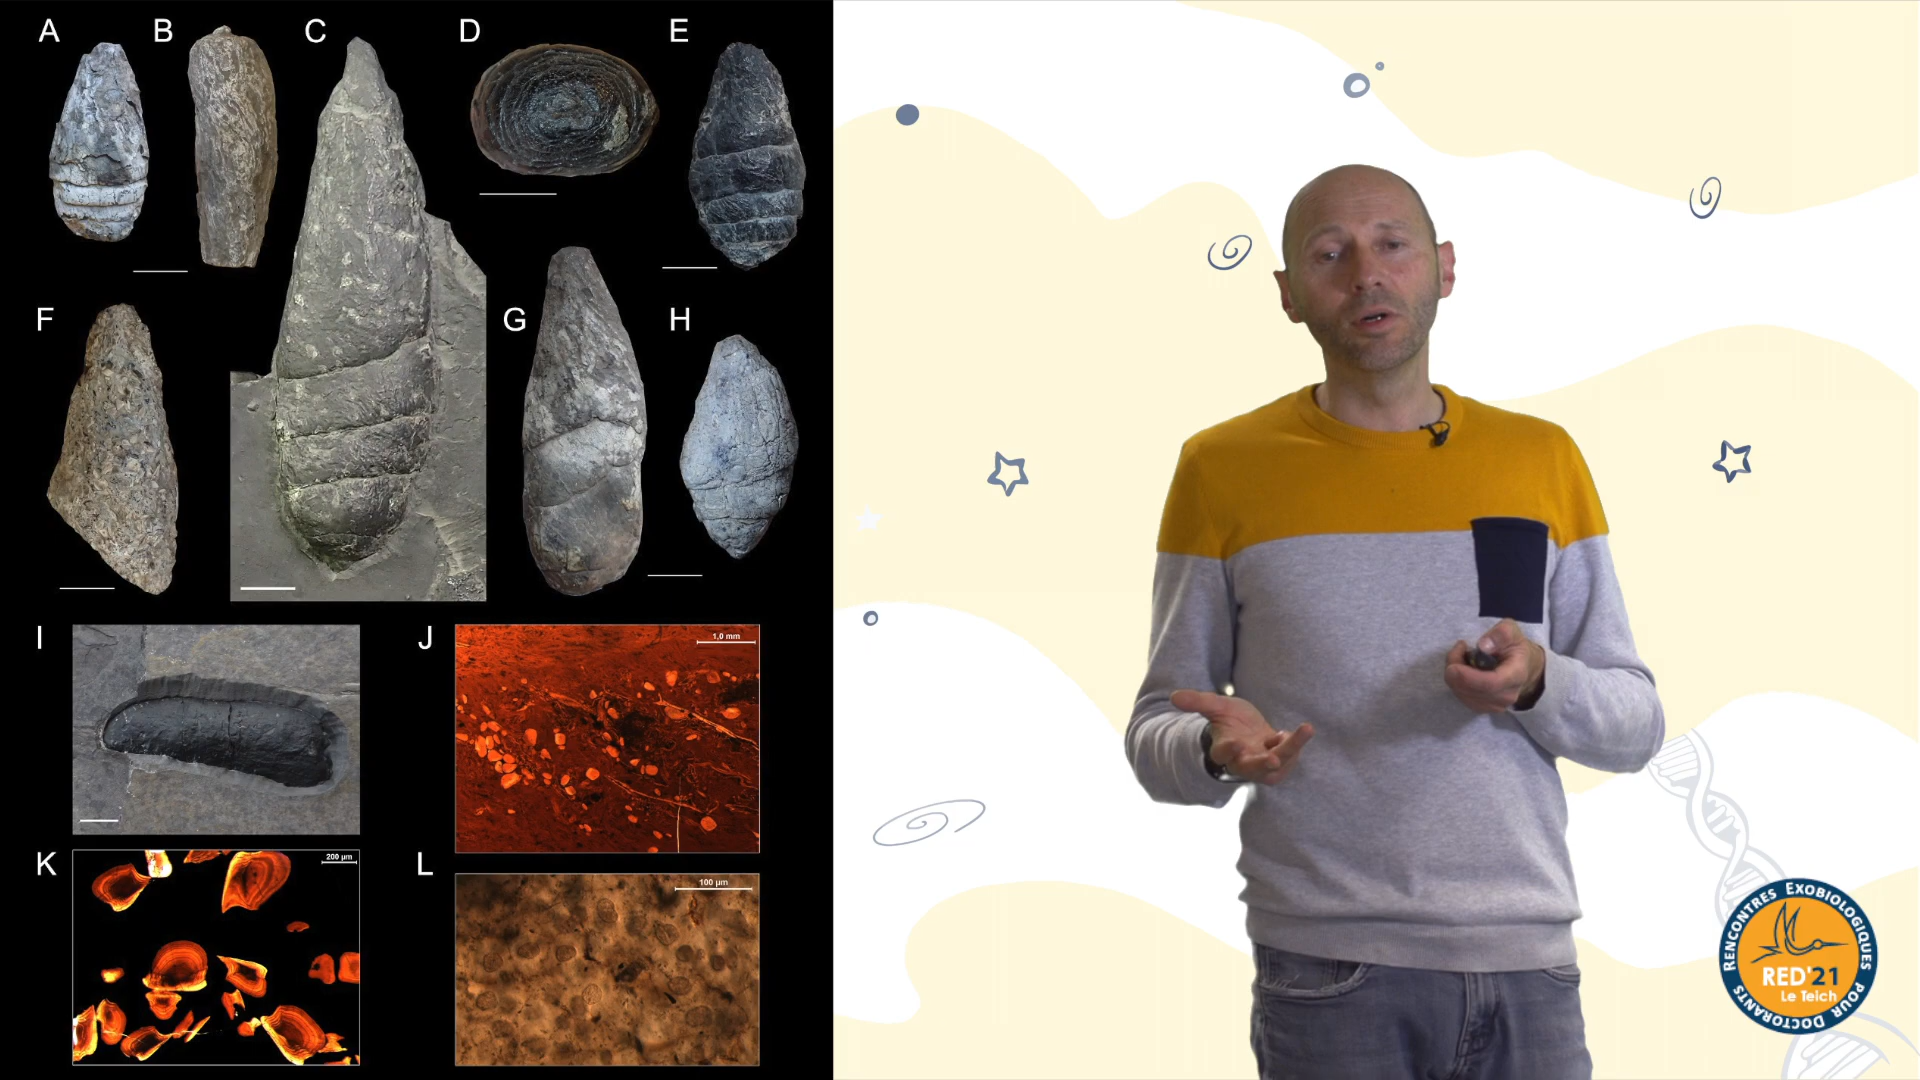 A
B
C
D
E
F
G
H
I
J
1,0 mm
K
200 µm
L
100 µm
RENCONTRES EXOBIOLOGIQUES POUR DOCTORANTS
RED'21
Le Teich